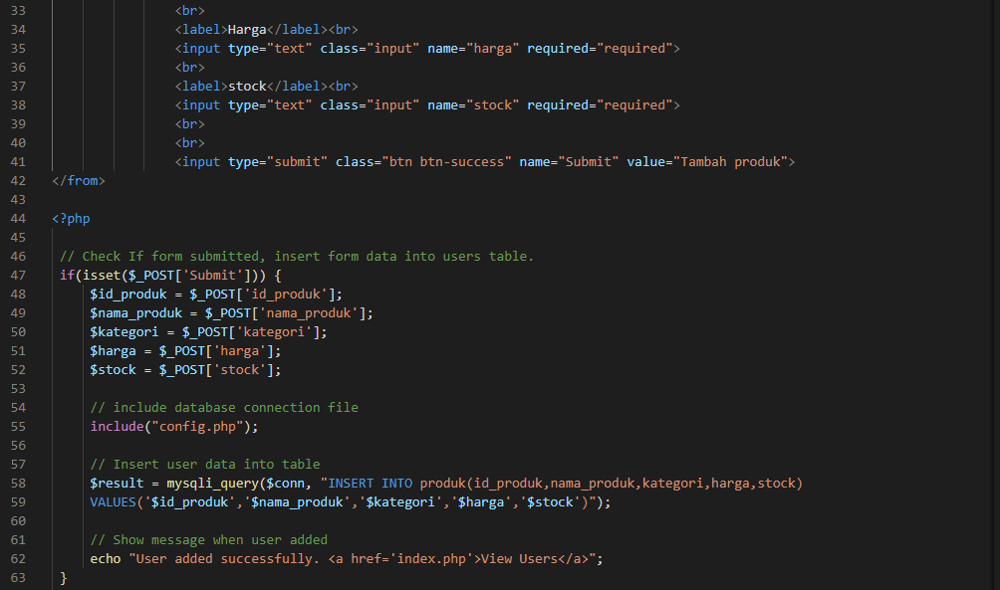 33 <br>
34 <label>Harga</label><br>
35 <input type="text" class="input" name="harga" required="required">
36 <br>
37 <label>stock</label><br>
38 <input type="text" class="input" name="stock" required="required">
39 <br>
40 <br>
41 <input type="submit" class="btn btn-success" name="Submit" value="Tambah produk">
42 </from>
43
44 <?php
45
46 // Check If form submitted, insert form data into users table.
47 if(isset($_POST['Submit'])) {
48 $id_produk = $_POST['id_produk'];
49 $nama_produk = $_POST['nama_produk'];
50 $kategori = $_POST['kategori'];
51 $harga = $_POST['harga'];
52 $stock = $_POST['stock'];
53
54 // include database connection file
55 include("config.php");
56
57 // Insert user data into table
58 $result = mysqli_query($conn, "INSERT INTO produk(id_produk,nama_produk,kategori,harga,stock)
59 VALUES('$id_produk','$nama_produk','$kategori','$harga','$stock')");
60
61 // Show message when user added
62 echo "User added successfully. <a href='index.php'>View Users</a>";
63 }